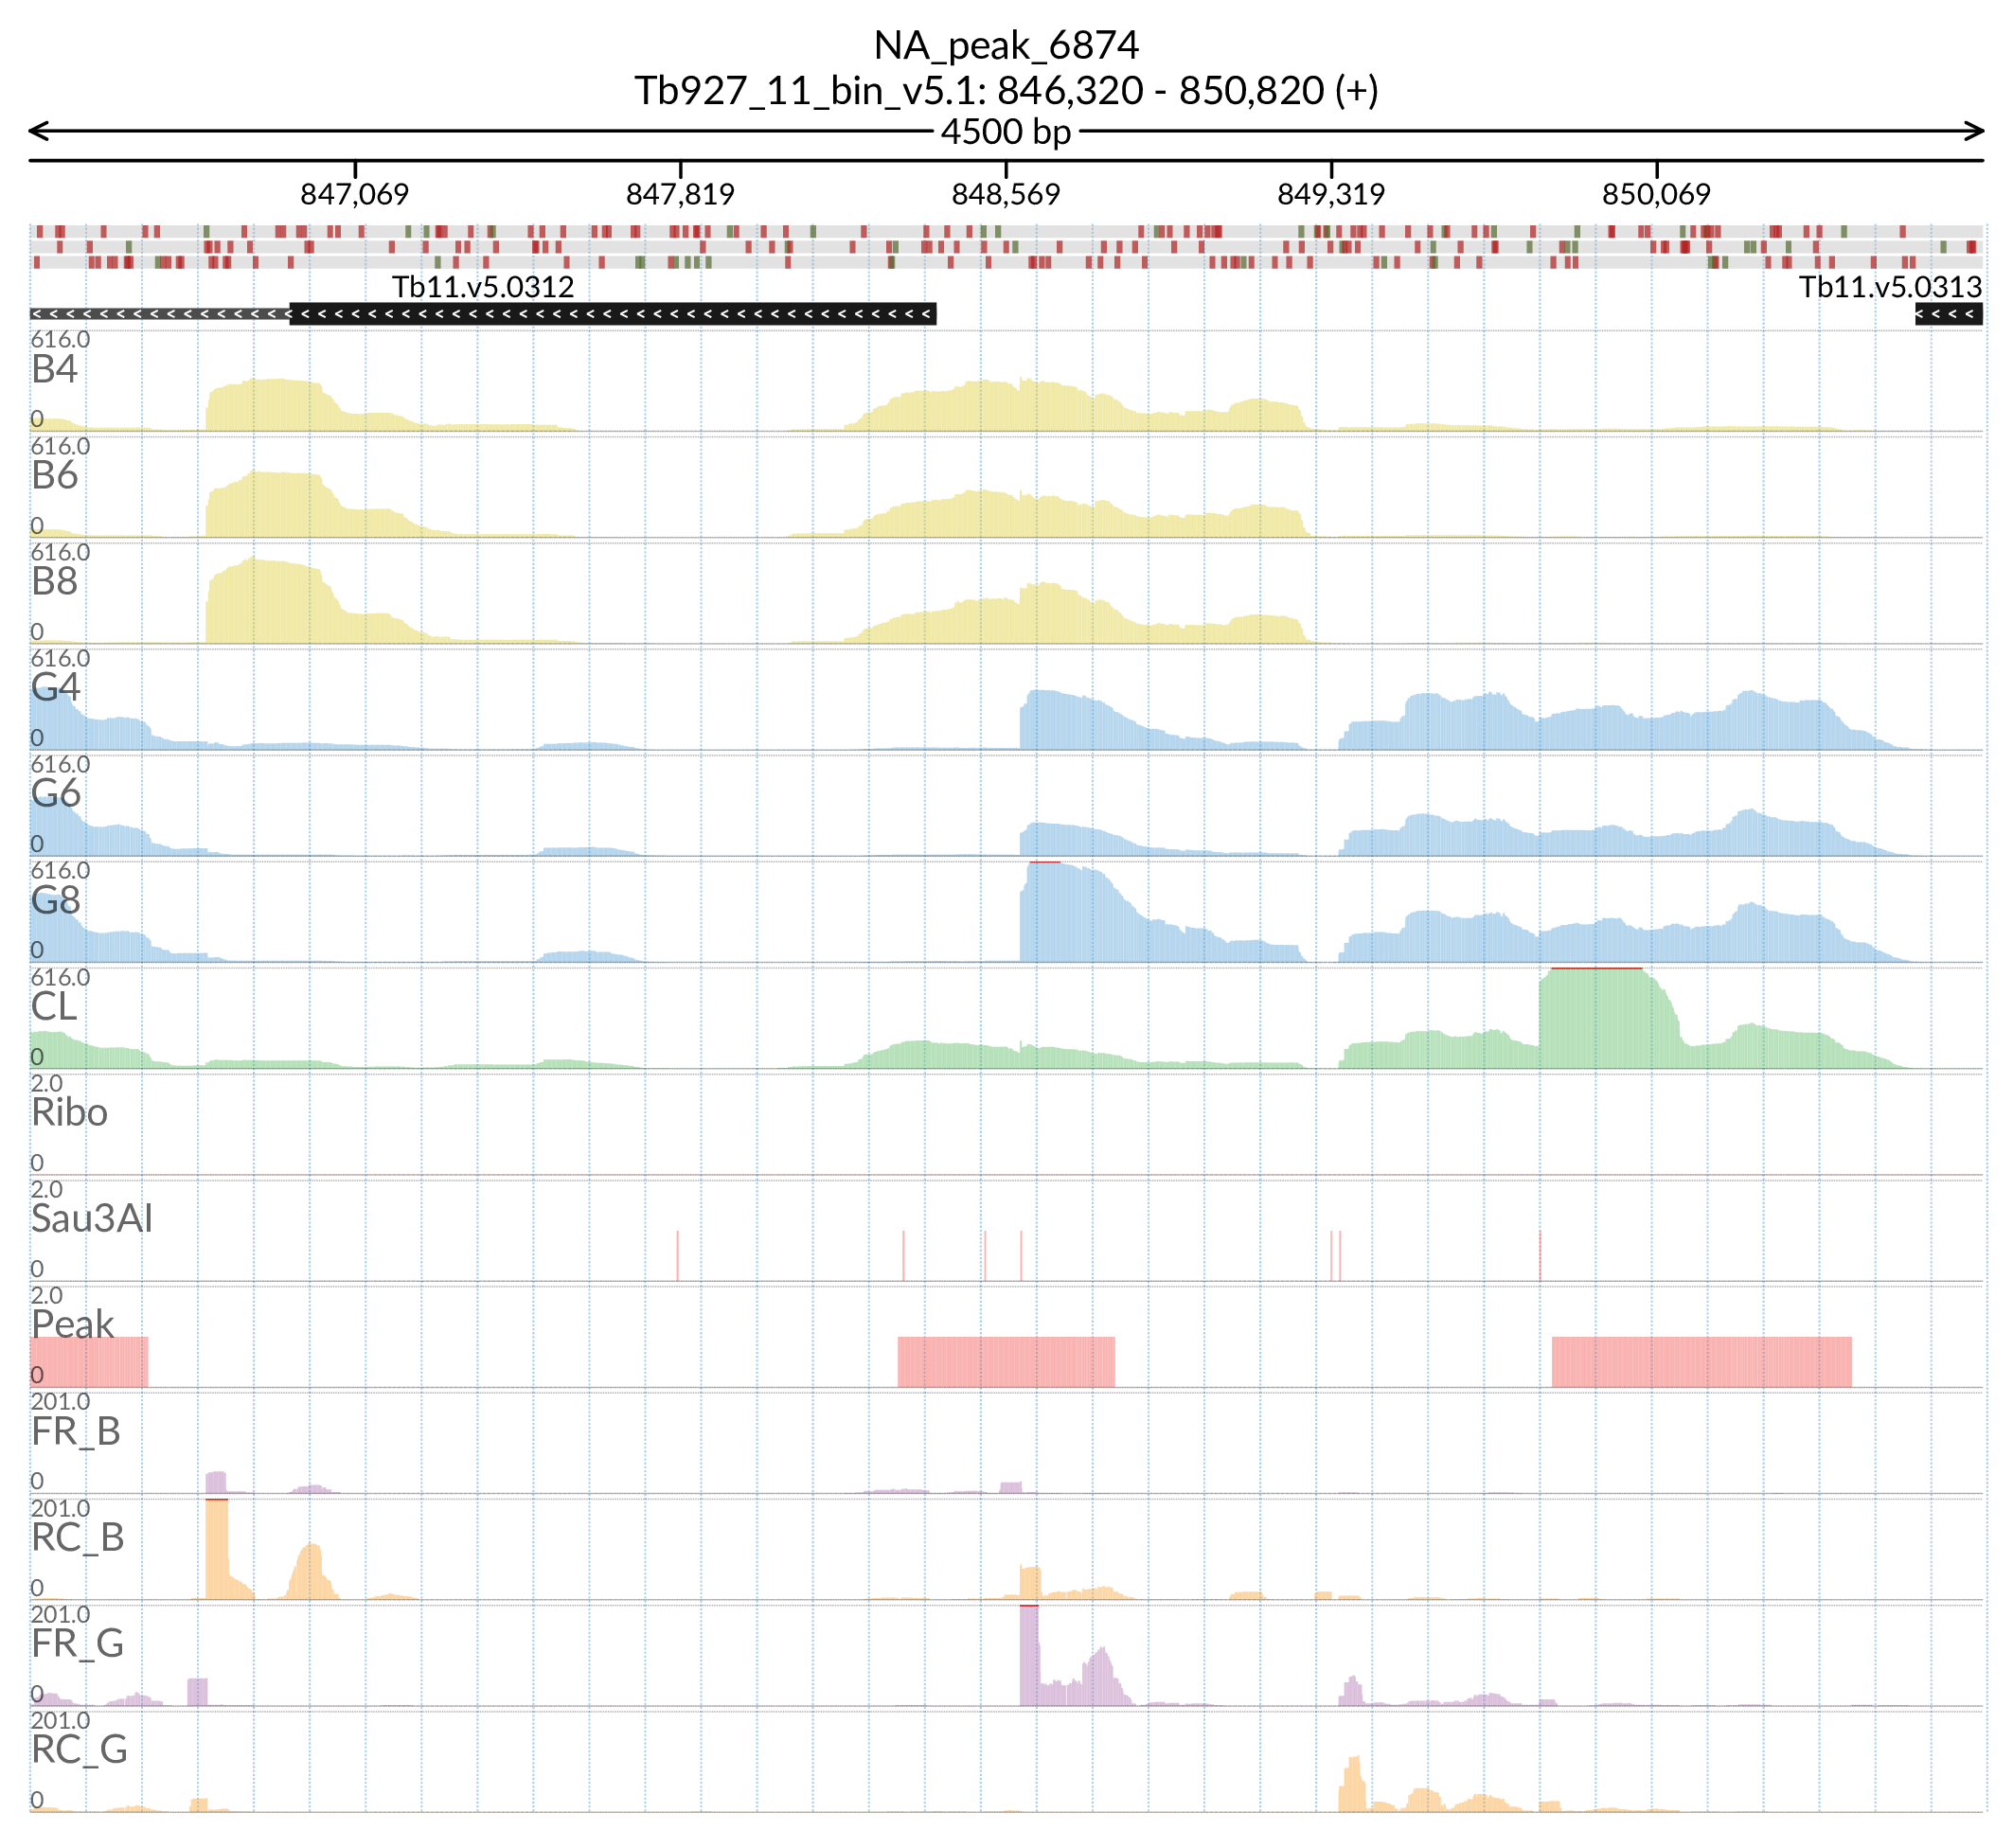 NA_peak_6874
Tb927_11_bin_v5.1: 846,320 - 850,820 (+)
4500 bp
847,069 847,819 848,569 849,319 850,069
Tb11.v5.0312 Tb11.v5.0313
616.0
B4
0
616.0
B6
0
616.0
B8
0
616.0
G4
0
616.0
G6
0
616.0
G8
0
616.0
CL
0
2.0
Ribo
0
2.0
Sau3AI
0
2.0
Peak
0
201.0
FR_B
0
201.0
RC_B
0
201.0
FR_G
0
201.0
RC_G
0